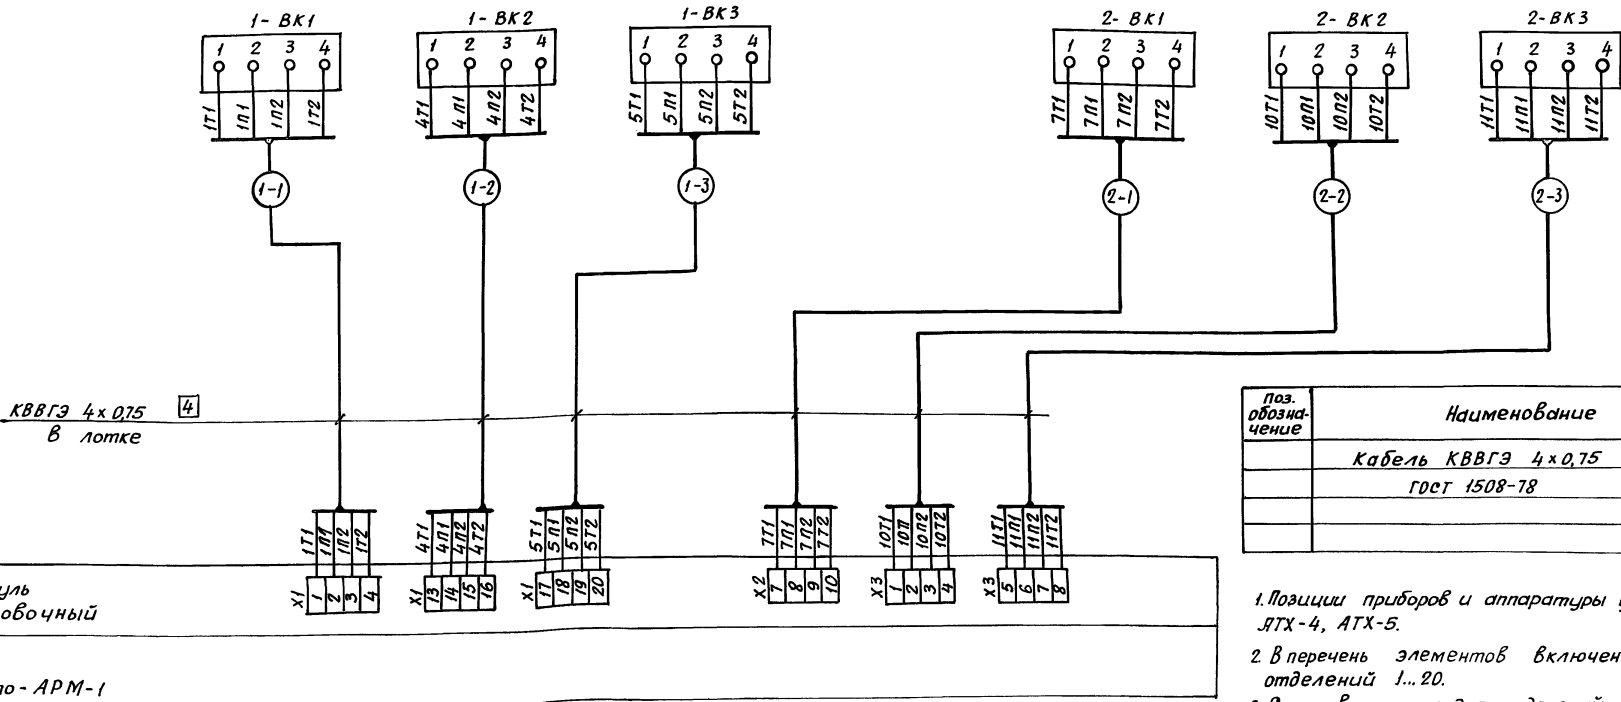 1-ВК1 1-ВК2 1-ВК3 2-ВК1 2-ВК2 2-ВК3
1 2 3 4 1 2 3 4 1 2 3 4 1 2 3 4 1 2 3 4 1 2 3 4
1Т1 1П1 1П2 1Т2 4Т1 4П1 4П2 4Т2 5Т1 5П1 5П2 5Т2 7Т1 7П1 7П2 7Т2 10Т1 10П1 10П2 10Т2 11Т1 11П1 11П2 11Т2
1-1 1-2 1-3 2-1 2-2 2-3
КВВГЭ 4х0,75 4
в лотке
Поз. обозна-чение
Наименование
Кабель КВВГЭ 4х0,75
ГОСТ 1508-78
1Т1 1П1 1П2 1Т2 4Т1 4П1 4П2 4Т2 5Т1 5П1 5П2 5Т2 7Т1 7П1 7П2 7Т2 10Т1 10П 10П2 10Т2 11Т1 11П1 11П2 11Т2
Х1 1 2 3 4 Х1 13 14 15 16 Х1 17 18 19 20 Х2 7 8 9 10 Х3 1 2 3 4 Х3 5 6 7 8
уль
овочный
по-АРМ-1
1. Позиции приборов и аппаратуры
АТХ-4, АТХ-5.
2. В перечень элементов включен
отделений 1...20.